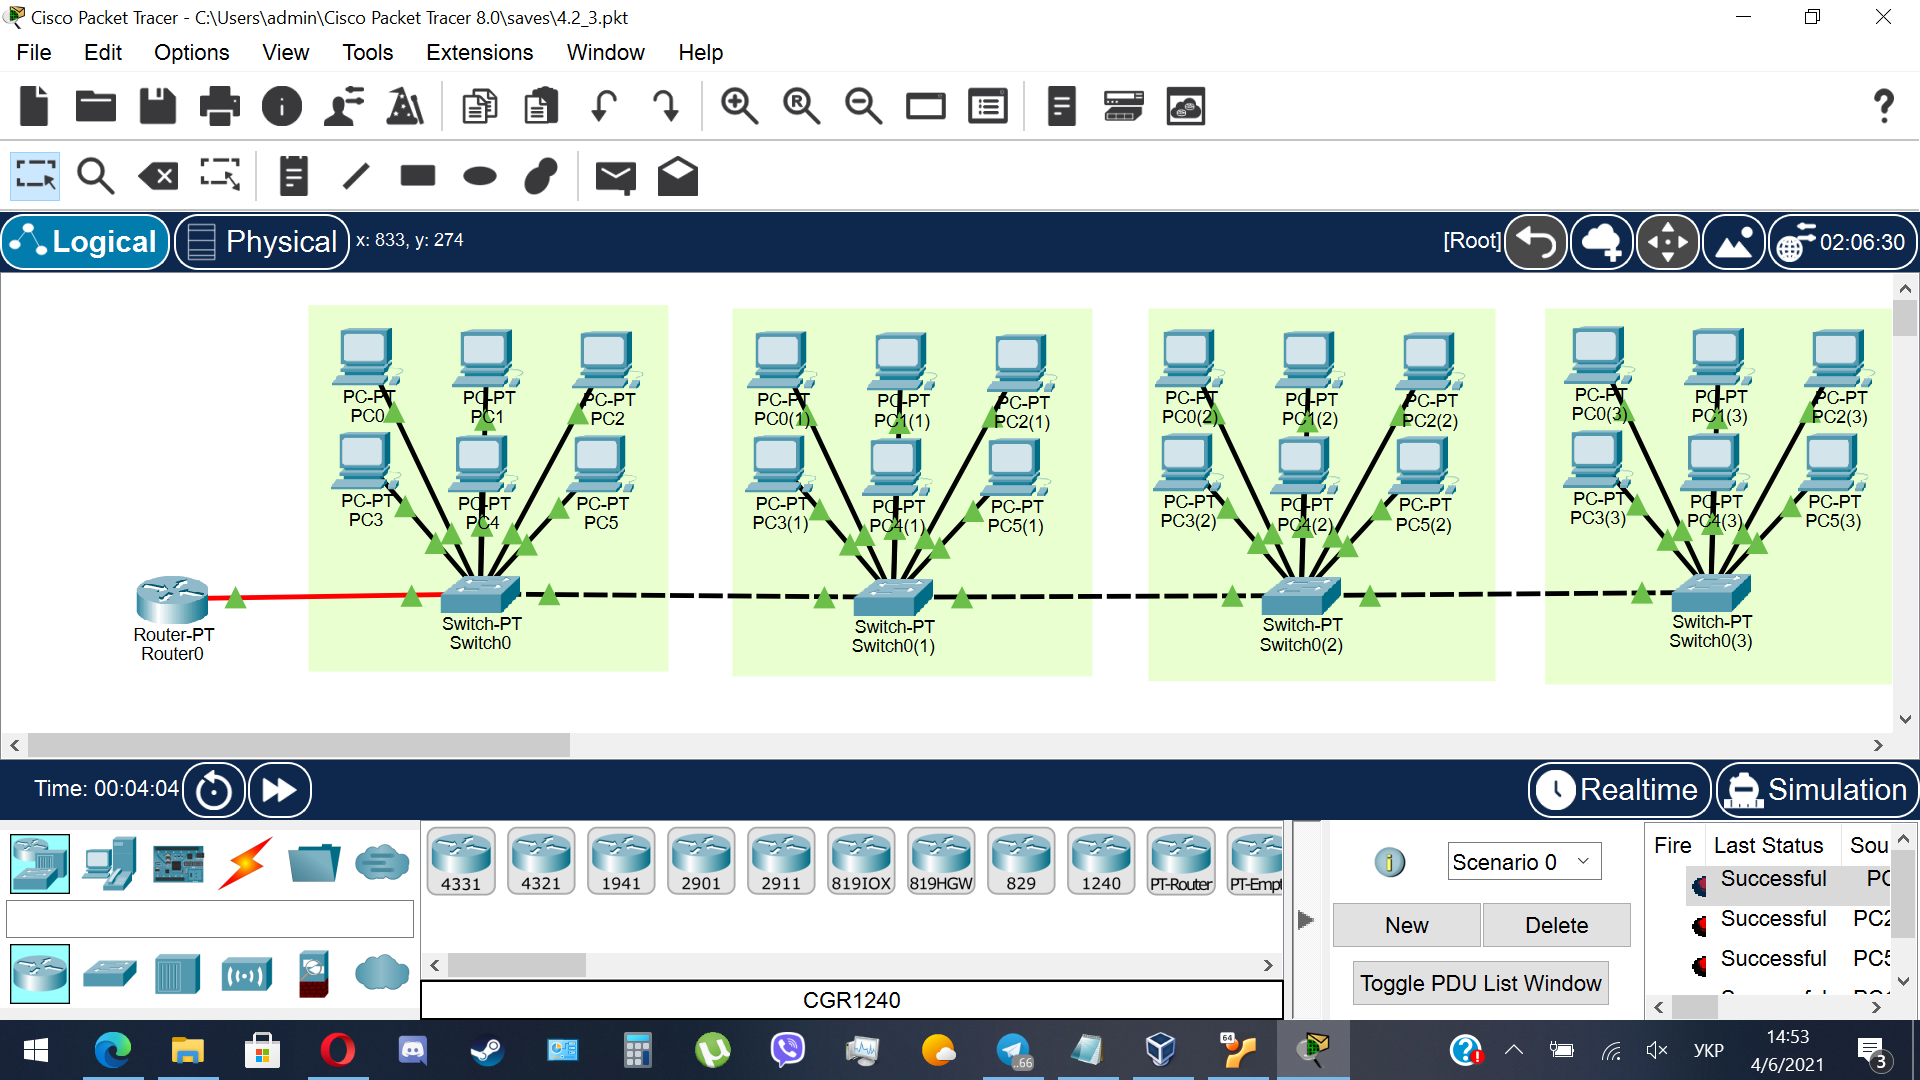 Cisco Packet Tracer - C:\Users\admin\Cisco Packet Tracer 8.0\saves\4.2_3.pkt
File Edit Options View Tools Extensions Window Help
Logical Physical x: 833, y: 274 [Root] 02:06:30
PC-PT PC-PT PC-PT PC-PT PC-PT PC-PT PC-PT PC-PT PC-PT PC-PT PC-PT PC-PT
PC0 PC1 PC2 PC0(1) PC1(1) PC2(1) PC0(2) PC1(2) PC2(2) PC0(3) PC1(3) PC2(3)
PC-PT PC-PT PC-PT PC-PT PC-PT PC-PT PC-PT PC-PT PC-PT PC-PT PC-PT PC-PT
PC3 PC4 PC5 PC3(1) PC4(1) PC5(1) PC3(2) PC4(2) PC5(2) PC3(3) PC4(3) PC5(3)
Router-PT Switch-PT Switch-PT Switch-PT Switch-PT
Router0 Switch0 Switch0(1) Switch0(2) Switch0(3)
Time: 00:04:04 Realtime Simulation
4331 4321 1941 2901 2911 819IOX 819HGW 829 1240 PT-Router PT-Empt
CGR1240
Scenario 0
New Delete
Toggle PDU List Window
Fire Last Status Sou
Successful PC
Successful PC2
Successful PC5
64
..66
УКР
14:53
4/6/2021
3